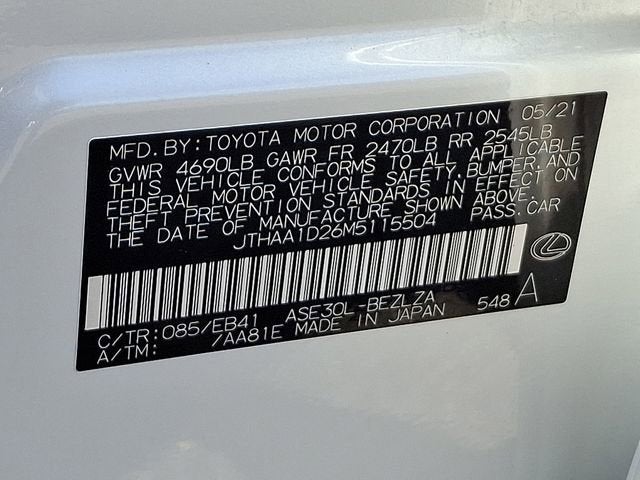 MFD. BY: TOYOTA MOTOR CORPORATION 05/21
GVWR 4690LB GAWR FR 2470LB RR 2545LB
THIS VEHICLE CONFORMS TO ALL APPLICABLE
FEDERAL MOTOR VEHICLE SAFETY,BUMPER,AND
THEFT PREVENTION STANDARDS IN EFFECT ON
THE DATE OF MANUFACTURE SHOWN ABOVE.
JTHAA1D26M5115504 PASS.CAR
C/TR: 085/EB41 ASE30L-BEZLZA
A/TM: /AA81E MADE IN JAPAN 548 A